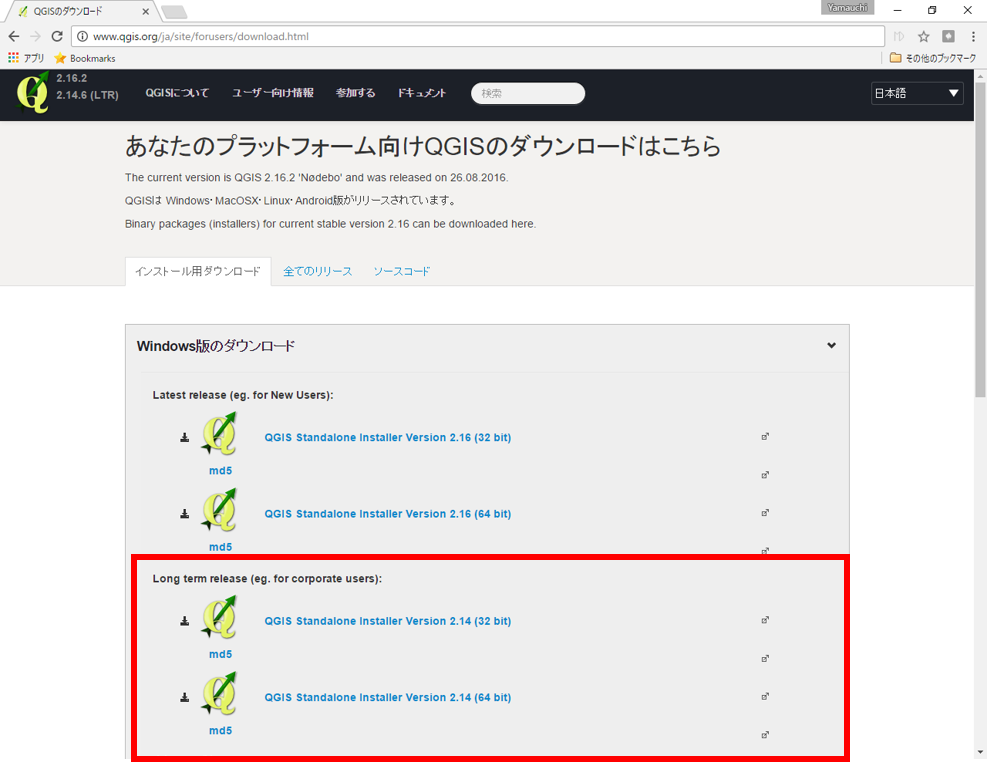 QGISのダウンロード
Yamauchi
www.qgis.org/ja/site/forusers/download.html
アプリ
Bookmarks
その他のブックマーク
2.16.2
2.14.6 (LTR)
QGISについて
ユーザー向け情報
参加する
ドキュメント
検索
日本語
あなたのプラットフォーム向けQGISのダウンロードはこちら
The current version is QGIS 2.16.2 'Nødebo' and was released on 26.08.2016.
QGISは Windows・MacOSX・Linux・Android版がリリースされています。
Binary packages (installers) for current stable version 2.16 can be downloaded here.
インストール用ダウンロード
全てのリリース
ソースコード
Windows版のダウンロード
Latest release (eg. for New Users):
QGIS Standalone Installer Version 2.16 (32 bit)
md5
QGIS Standalone Installer Version 2.16 (64 bit)
md5
Long term release (eg. for corporate users):
QGIS Standalone Installer Version 2.14 (32 bit)
md5
QGIS Standalone Installer Version 2.14 (64 bit)
md5